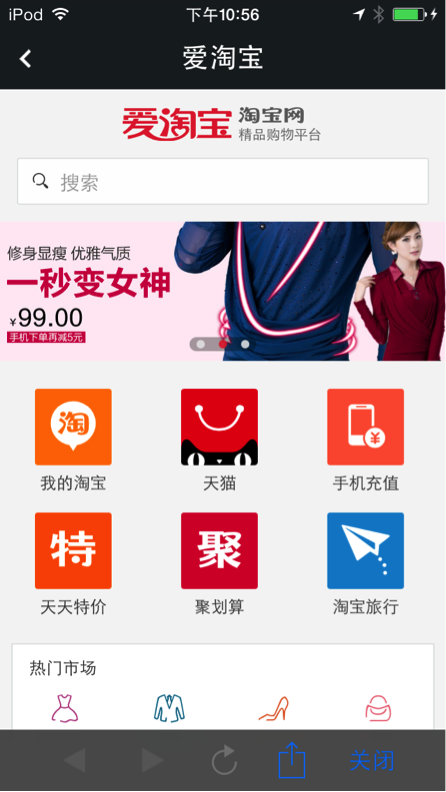 iPod 下午10:56
爱淘宝
爱淘宝 淘宝网
精品购物平台
搜索
修身显瘦 优雅气质
一秒变女神
¥99.00
手机下单再减5元
淘
我的淘宝 天猫 手机充值
特 聚
天天特价 聚划算 淘宝旅行
热门市场
关闭